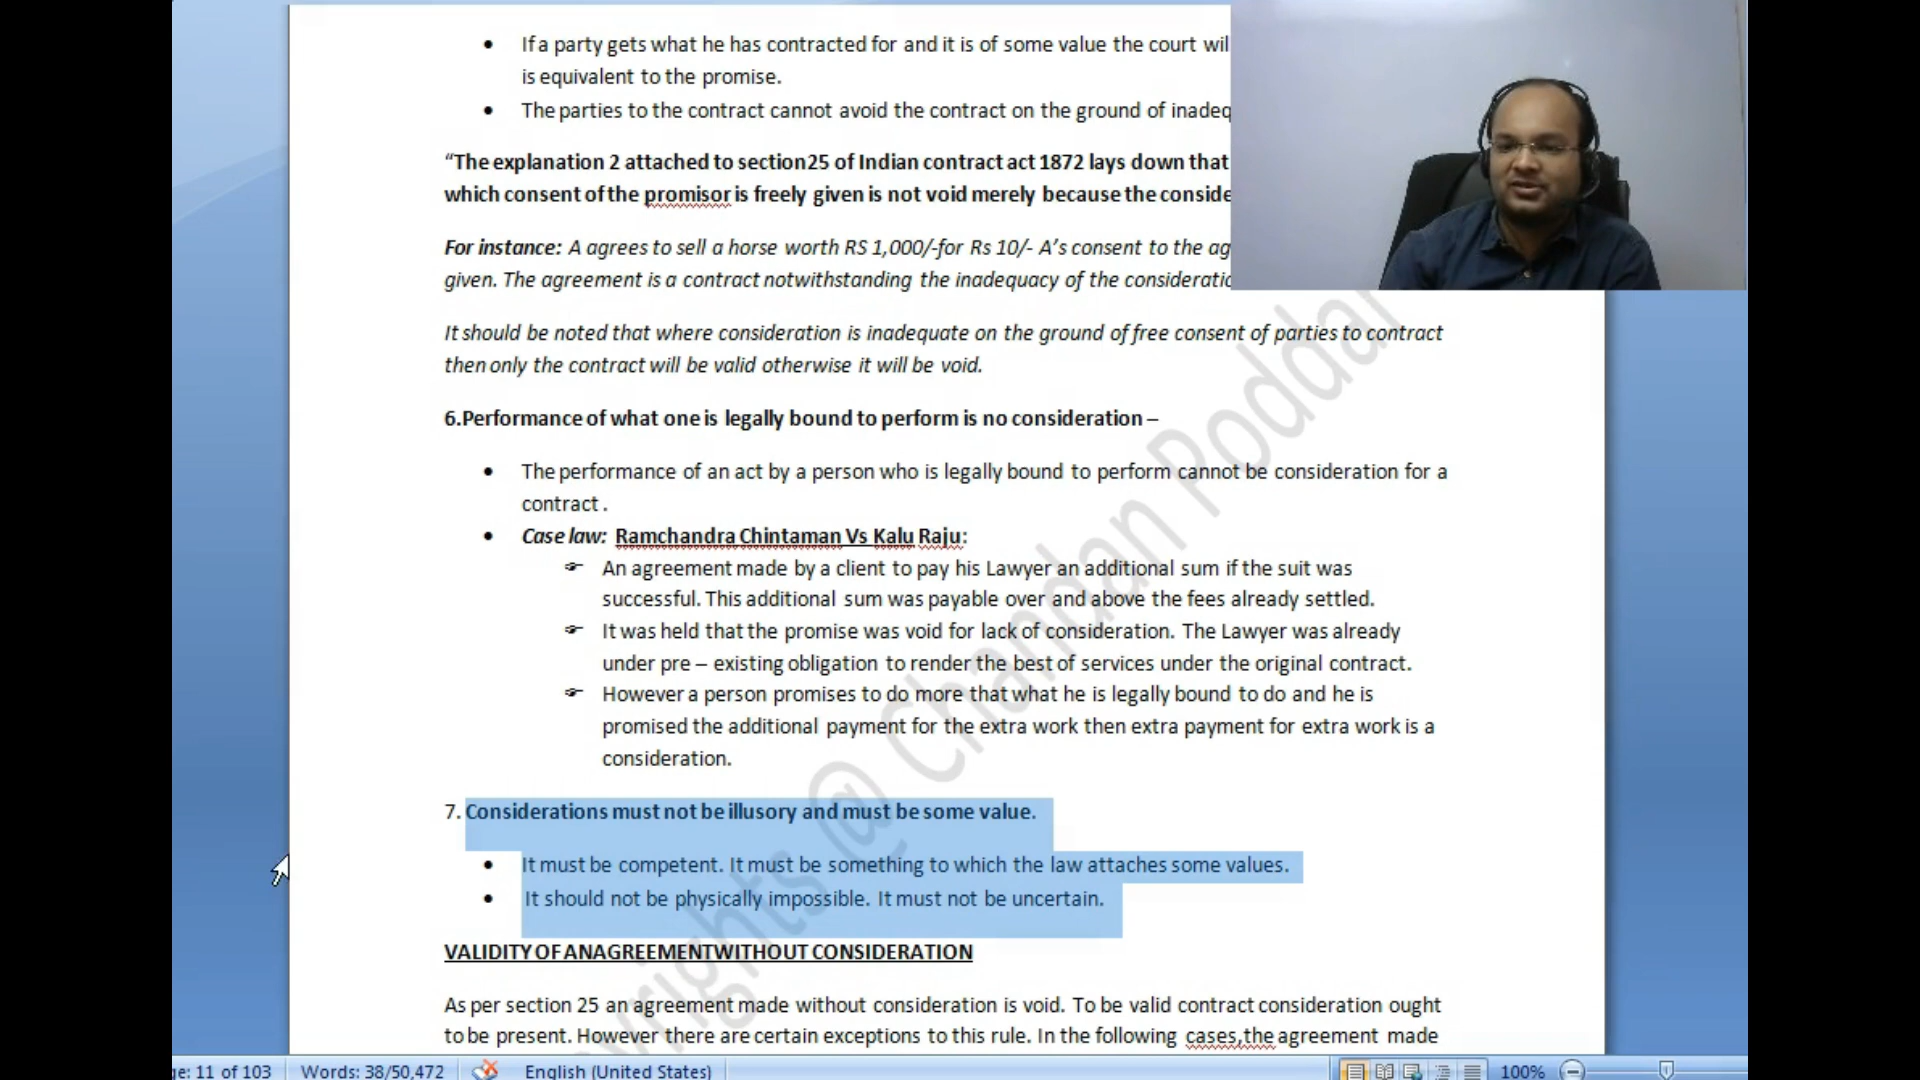 • If a party gets what he has contracted for and it is of some value the court wil
is equivalent to the promise.
• The parties to the contract cannot avoid the contract on the ground of inadeq
“The explanation 2 attached to section25 of Indian contract act 1872 lays down that
which consent of the promisor is freely given is not void merely because the conside
For instance: A agrees to sell a horse worth RS 1,000/-for Rs 10/- A’s consent to the ag
given. The agreement is a contract notwithstanding the inadequacy of the consideratio
It should be noted that where consideration is inadequate on the ground of free consent of parties to contract
then only the contract will be valid otherwise it will be void.
6.Performance of what one is legally bound to perform is no consideration –
• The performance of an act by a person who is legally bound to perform cannot be consideration for a
contract .
• Case law: Ramchandra Chintaman Vs Kalu Raju:
☞ An agreement made by a client to pay his Lawyer an additional sum if the suit was
successful. This additional sum was payable over and above the fees already settled.
☞ It was held that the promise was void for lack of consideration. The Lawyer was already
under pre – existing obligation to render the best of services under the original contract.
☞ However a person promises to do more that what he is legally bound to do and he is
promised the additional payment for the extra work then extra payment for extra work is a
consideration.
7. Considerations must not be illusory and must be some value.
• It must be competent. It must be something to which the law attaches some values.
• It should not be physically impossible. It must not be uncertain.
VALIDITY OF AN AGREEMENT WITHOUT CONSIDERATION
As per section 25 an agreement made without consideration is void. To be valid contract consideration ought
to be present. However there are certain exceptions to this rule. In the following cases,the agreement made
yrights @ Chandan Poddar
ge: 11 of 103 Words: 38/50,472 English (United States) 100%